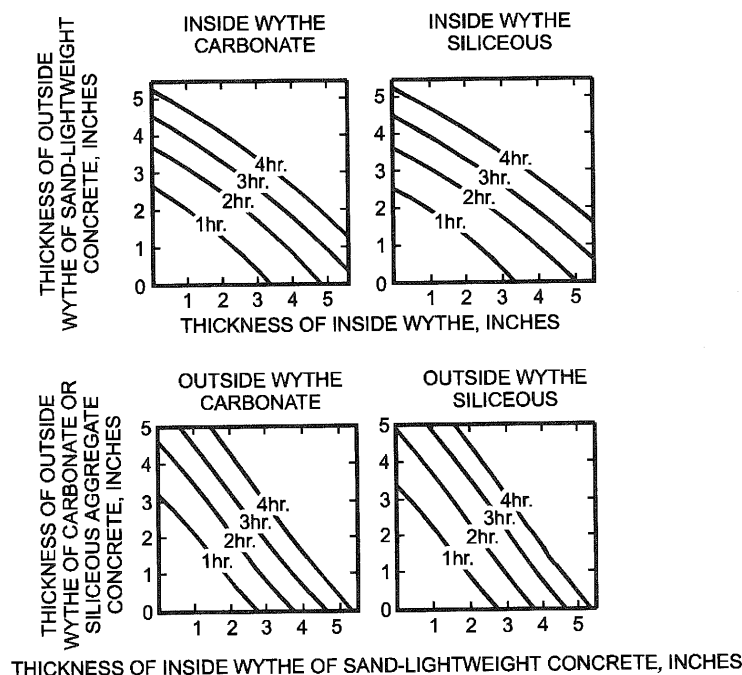 INSIDE WYTHE
CARBONATE
INSIDE WYTHE
SILICEOUS
THICKNESS OF OUTSIDE
WYTHE OF SAND-LIGHTWEIGHT
CONCRETE, INCHES
5
4
3
2
1
0
4hr.
3hr.
2hr.
1hr.
1 2 3 4 5
5
4
3
2
1
0
4hr.
3hr.
2hr.
1hr.
1 2 3 4 5
THICKNESS OF INSIDE WYTHE, INCHES
OUTSIDE WYTHE
CARBONATE
OUTSIDE WYTHE
SILICEOUS
THICKNESS OF OUTSIDE
WYTHE OF CARBONATE OR
SILICEOUS AGGREGATE
CONCRETE, INCHES
5
4
3
2
1
0
4hr.
3hr.
2hr.
1hr.
1 2 3 4 5
5
4
3
2
1
0
4hr.
3hr.
2hr.
1hr.
1 2 3 4 5
THICKNESS OF INSIDE WYTHE OF SAND-LIGHTWEIGHT CONCRETE, INCHES